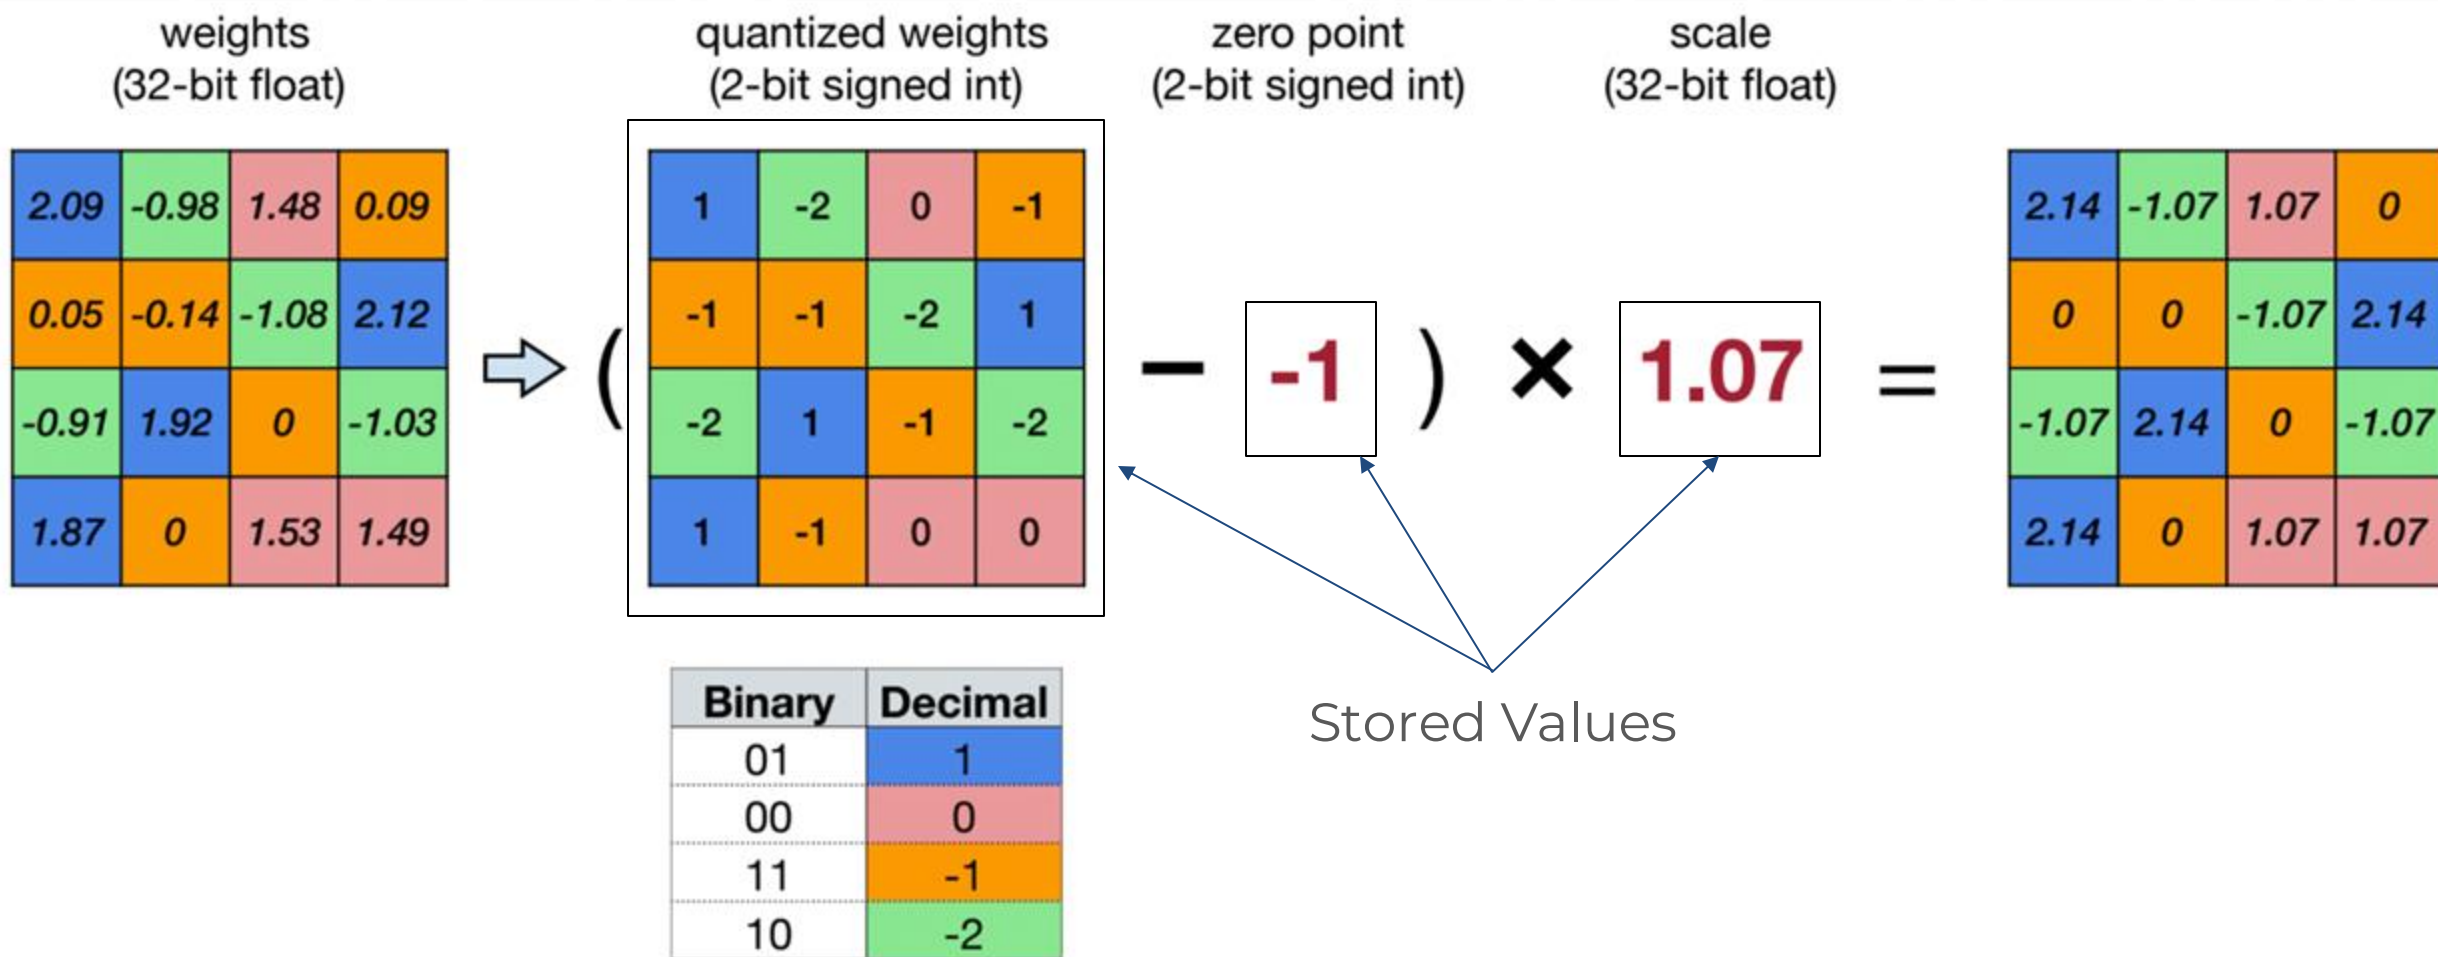 weights quantized weights zero point scale
(32-bit float) (2-bit signed int) (2-bit signed int) (32-bit float)
2.09 -0.98 1.48 0.09
0.05 -0.14 -1.08 2.12
-0.91 1.92 0 -1.03
1.87 0 1.53 1.49
(
1 -2 0 -1
-1 -1 -2 1
-2 1 -1 -2
1 -1 0 0
− -1 ) × 1.07 =
2.14 -1.07 1.07 0
0 0 -1.07 2.14
-1.07 2.14 0 -1.07
2.14 0 1.07 1.07
Stored Values
Binary Decimal
01 1
00 0
11 -1
10 -2